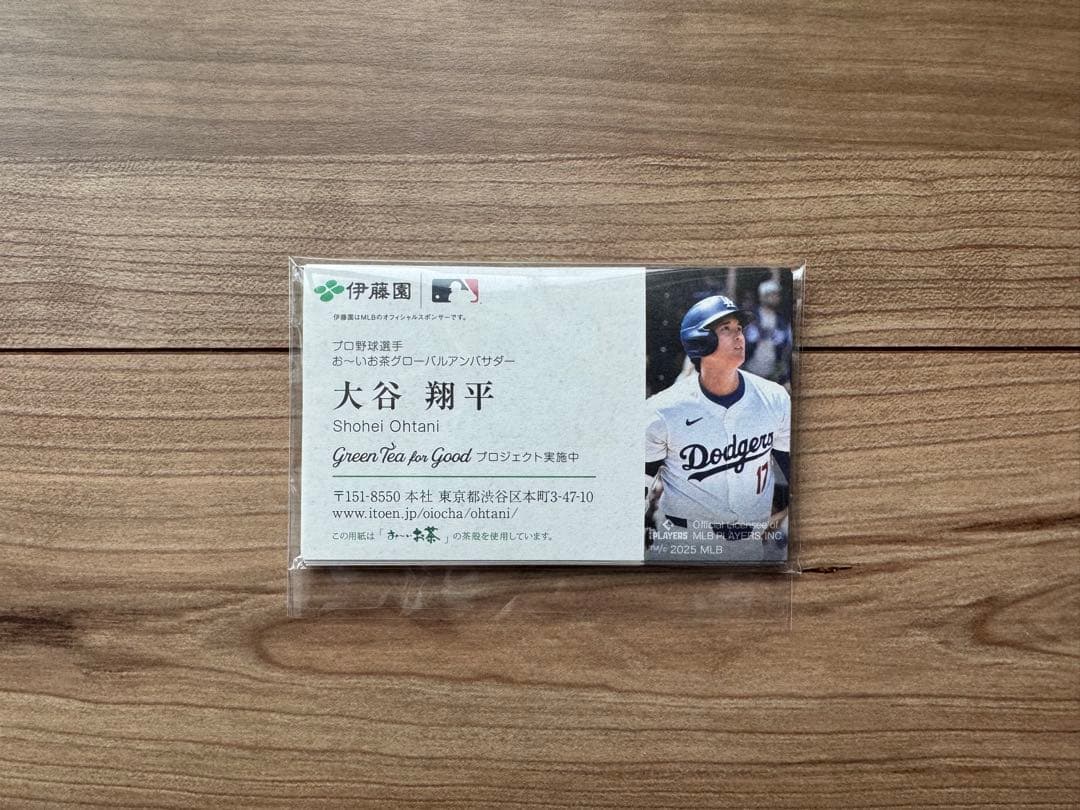 伊藤園
伊藤園はMLBのオフィシャルスポンサーです。
プロ野球選手
お〜いお茶グローバルアンバサダー
大谷 翔平
Shohei Ohtani
Green Tea for Good プロジェクト実施中
〒151-8550 本社 東京都渋谷区本町3-47-10
www.itoen.jp/oiocha/ohtani/
この用紙は「お〜いお茶」の茶殻を使用しています。
LA
Dodgers
17
PLAYERS
Official Licensee of
MLB PLAYERS, INC
TM/© 2025 MLB